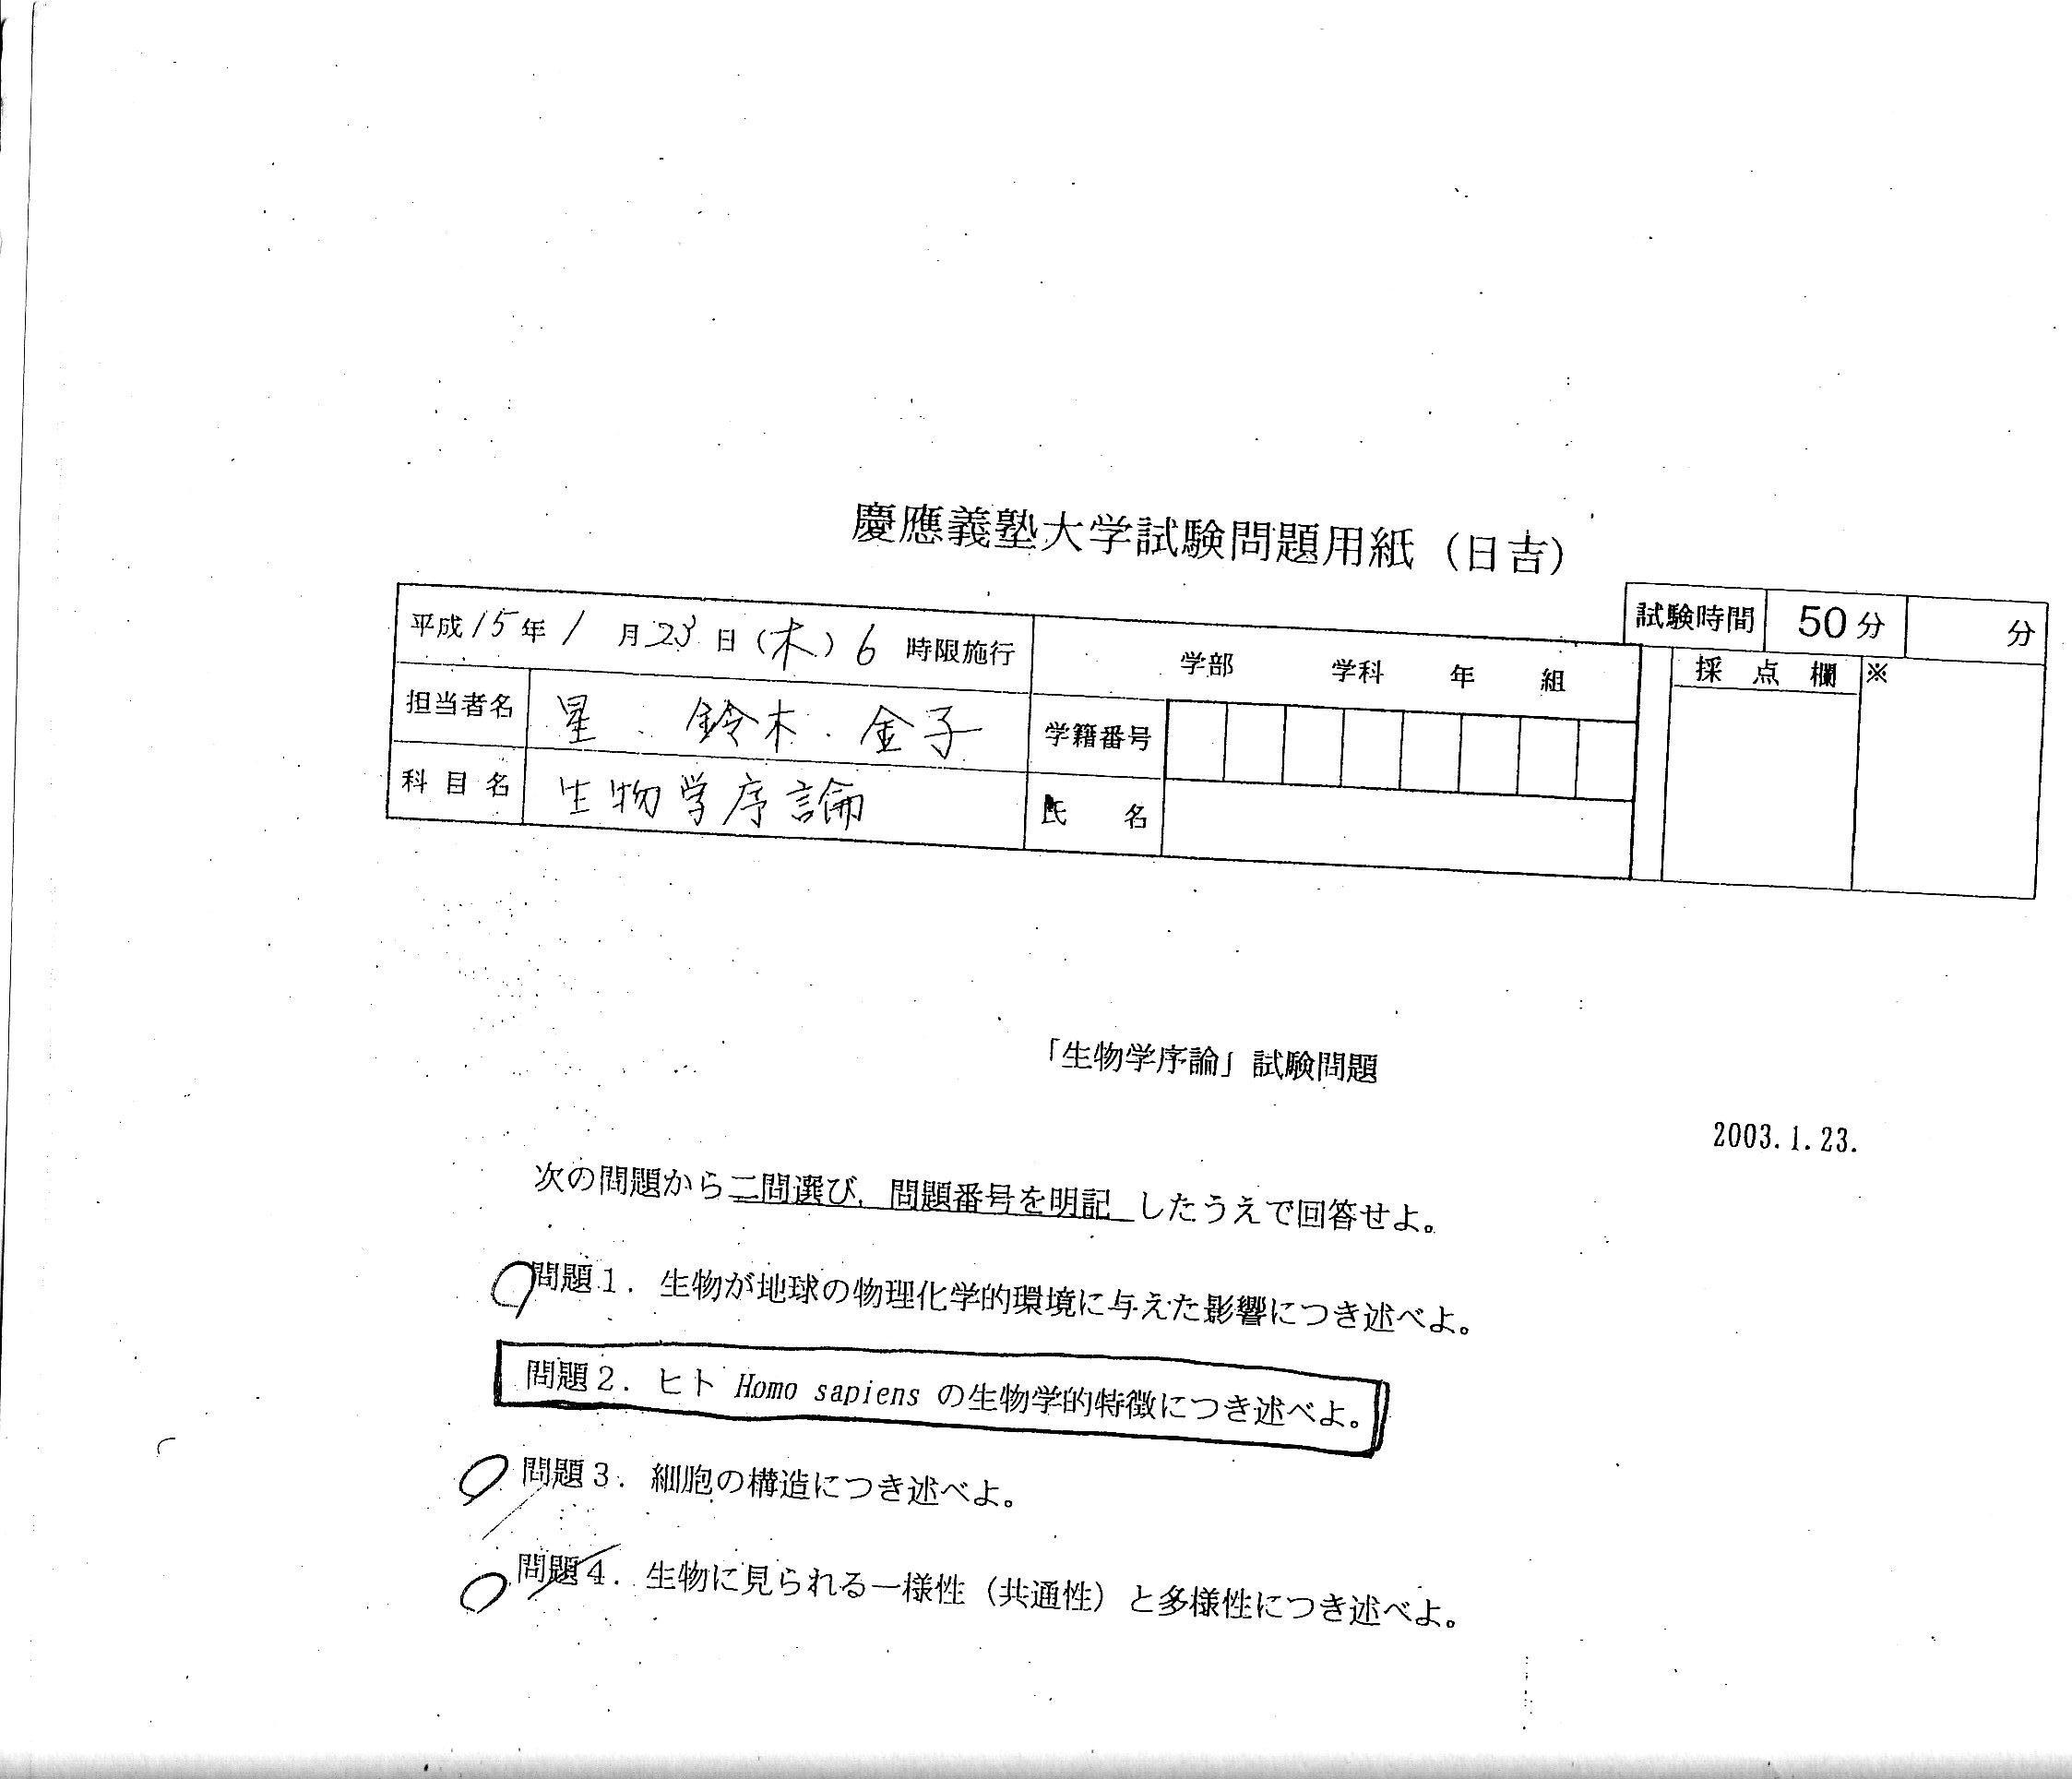 慶應義塾大学試験問題用紙（日吉）
試験時間 50分 分
平成15年1月23日（木）6時限施行
学部 学科 年 組
採点欄 ※
担当者名 星．鈴木．金子
学籍番号
科目名 生物学序論
氏名
「生物学序論」試験問題
2003.1.23.
次の問題から二問選び，問題番号を明記したうえで回答せよ。
問題1．生物が地球の物理化学的環境に与えた影響につき述べよ。
問題2．ヒト Homo sapiens の生物学的特徴につき述べよ。
問題3．細胞の構造につき述べよ。
問題4．生物に見られる一様性（共通性）と多様性につき述べよ。